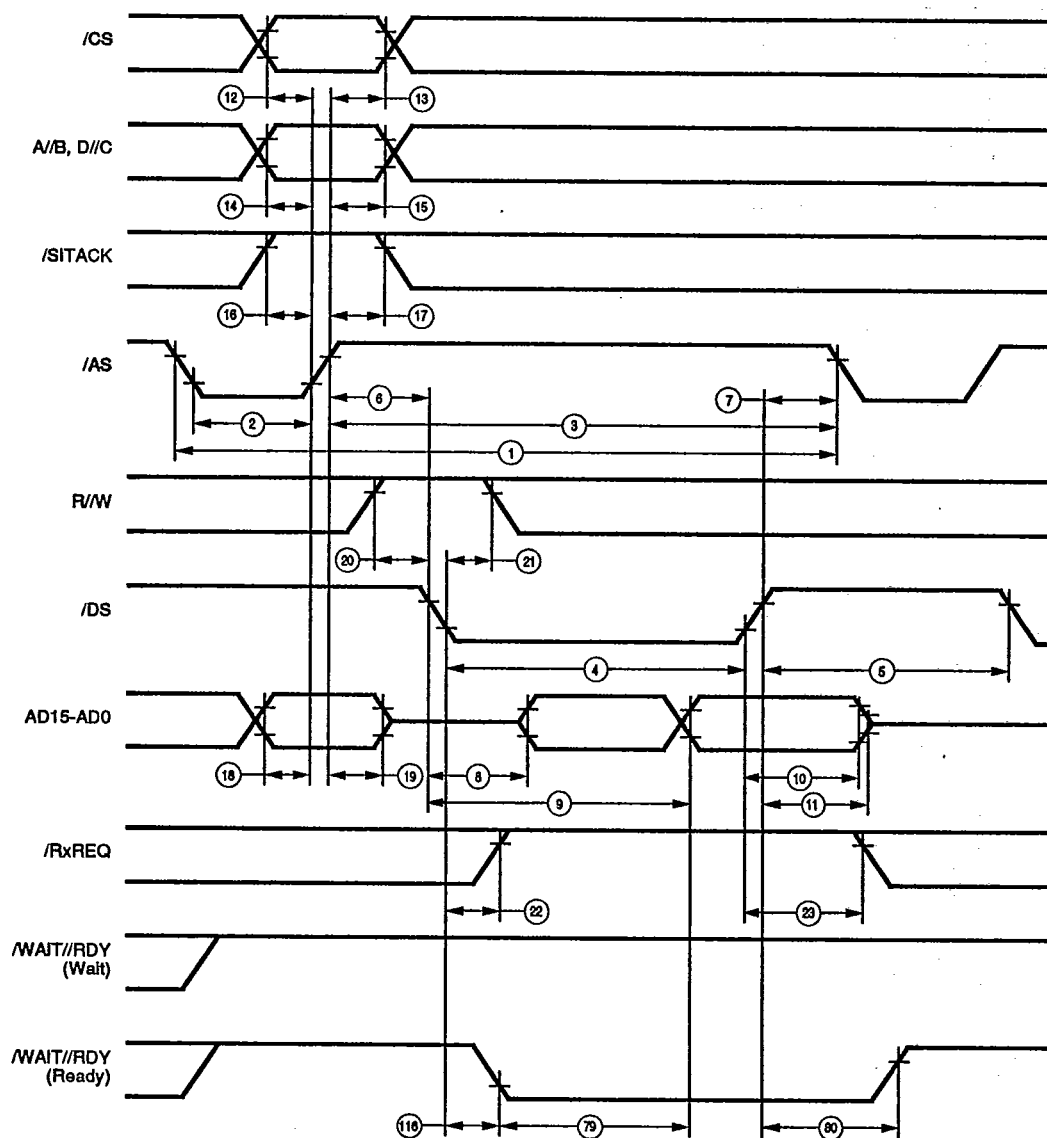 /CS
12
13
A//B, D//C
14
15
/SITACK
16
17
/AS
6
7
2
3
1
R//W
20
21
/DS
4
5
AD15-AD0
18
19
8
10
9
11
/RxREQ
22
23
/WAIT//RDY
(Wait)
/WAIT//RDY
(Ready)
116
79
80